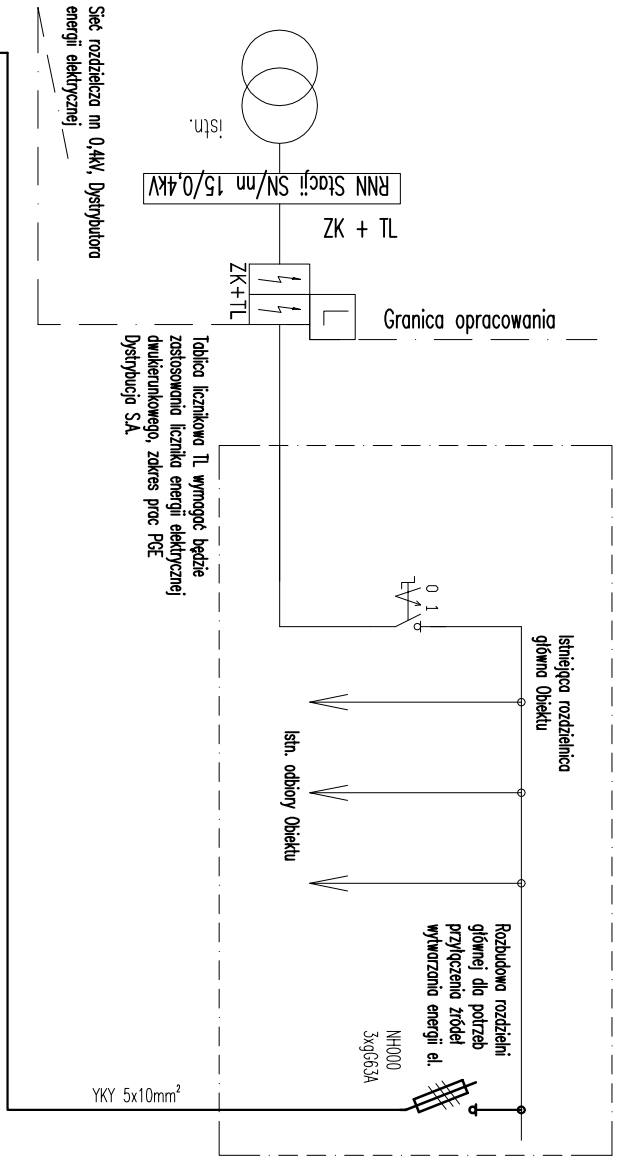 Sieć rozdzielcza nn 0,4kV, Dystrybutora
energii elektrycznej
istn.
RNN Stacji SN/nn 15/0,4kV
ZK + TL
ZK+TL
Granica opracowania
Tablica licznikowa TL wymagać będzie
zastosowania licznika energii elektrycznej
dwukierunkowego, zakres prac PGE
Dystrybucja S.A.
0 1
Istniejąca rozdzielnica
główna Obiektu
Istn. odbiory Obiektu
Rozbudowa rozdzielni
głównej dla potrzeb
przyłączenia źródeł
wytwarzania energii el.
NH000
3xgG63A
YKY 5x10mm²